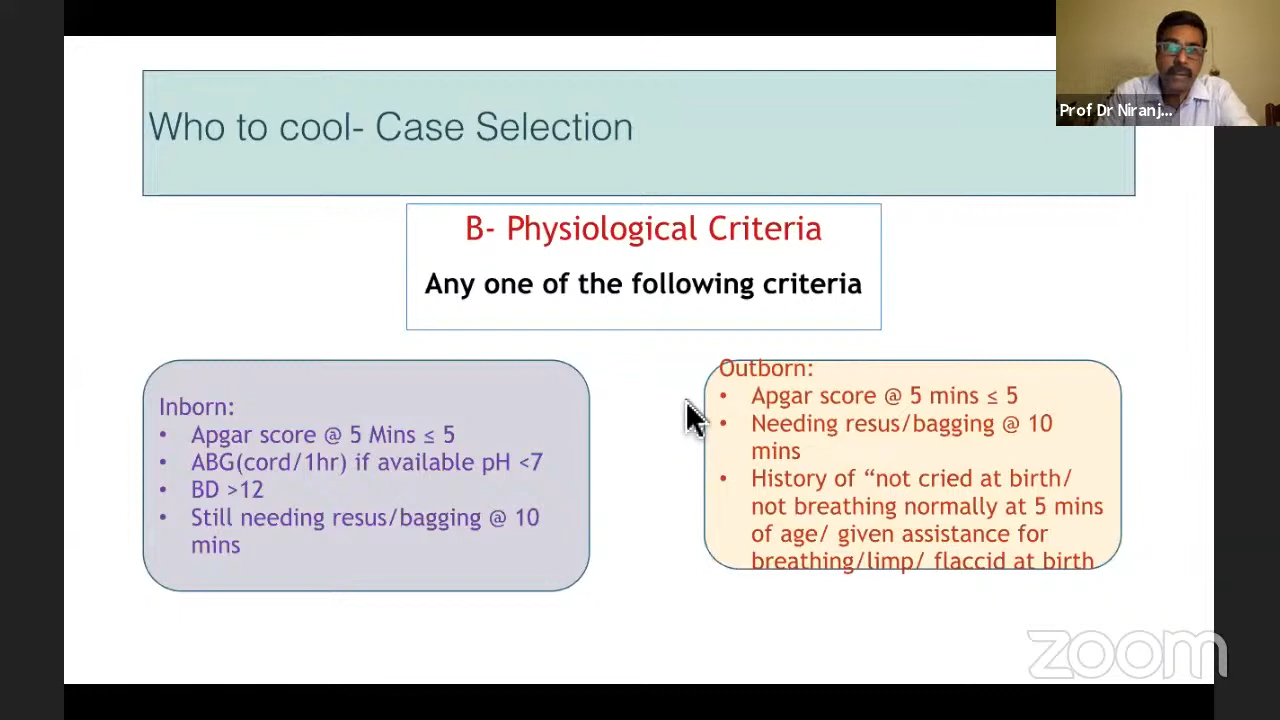 Prof Dr Niranj...
Who to cool- Case Selection
B- Physiological Criteria
Any one of the following criteria
Inborn:
• Apgar score @ 5 Mins ≤ 5
• ABG(cord/1hr) if available pH <7
• BD >12
• Still needing resus/bagging @ 10
mins
Outborn:
• Apgar score @ 5 mins ≤ 5
• Needing resus/bagging @ 10
mins
• History of “not cried at birth/
not breathing normally at 5 mins
of age/ given assistance for
breathing/limp/ flaccid at birth
zoom